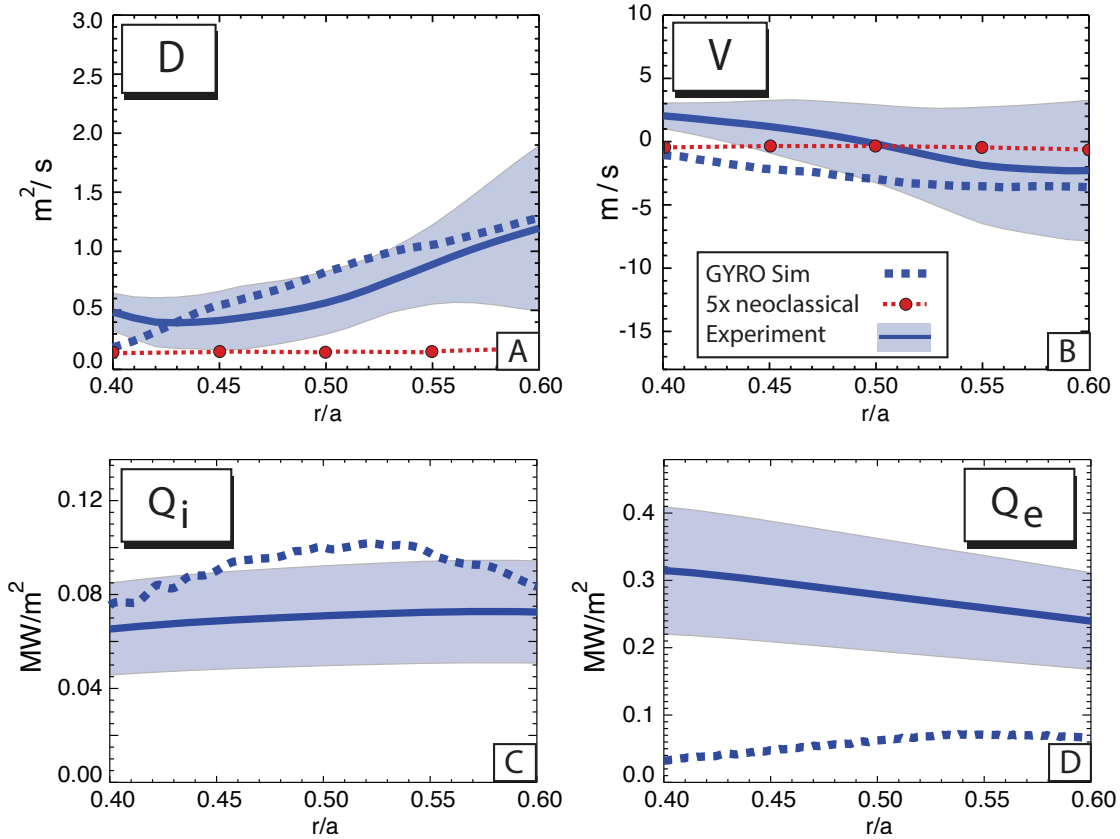 D
3.0
2.5
2.0
1.5
1.0
0.5
0.0
m²/s
A
0.40 0.45 0.50 0.55 0.60
r/a
V
10
5
0
-5
-10
-15
m/s
GYRO Sim
5x neoclassical
Experiment
B
0.40 0.45 0.50 0.55 0.60
r/a
Qi
0.12
0.08
0.04
0.00
MW/m²
C
0.40 0.45 0.50 0.55 0.60
r/a
Qe
0.4
0.3
0.2
0.1
0.0
MW/m²
D
0.40 0.45 0.50 0.55 0.60
r/a